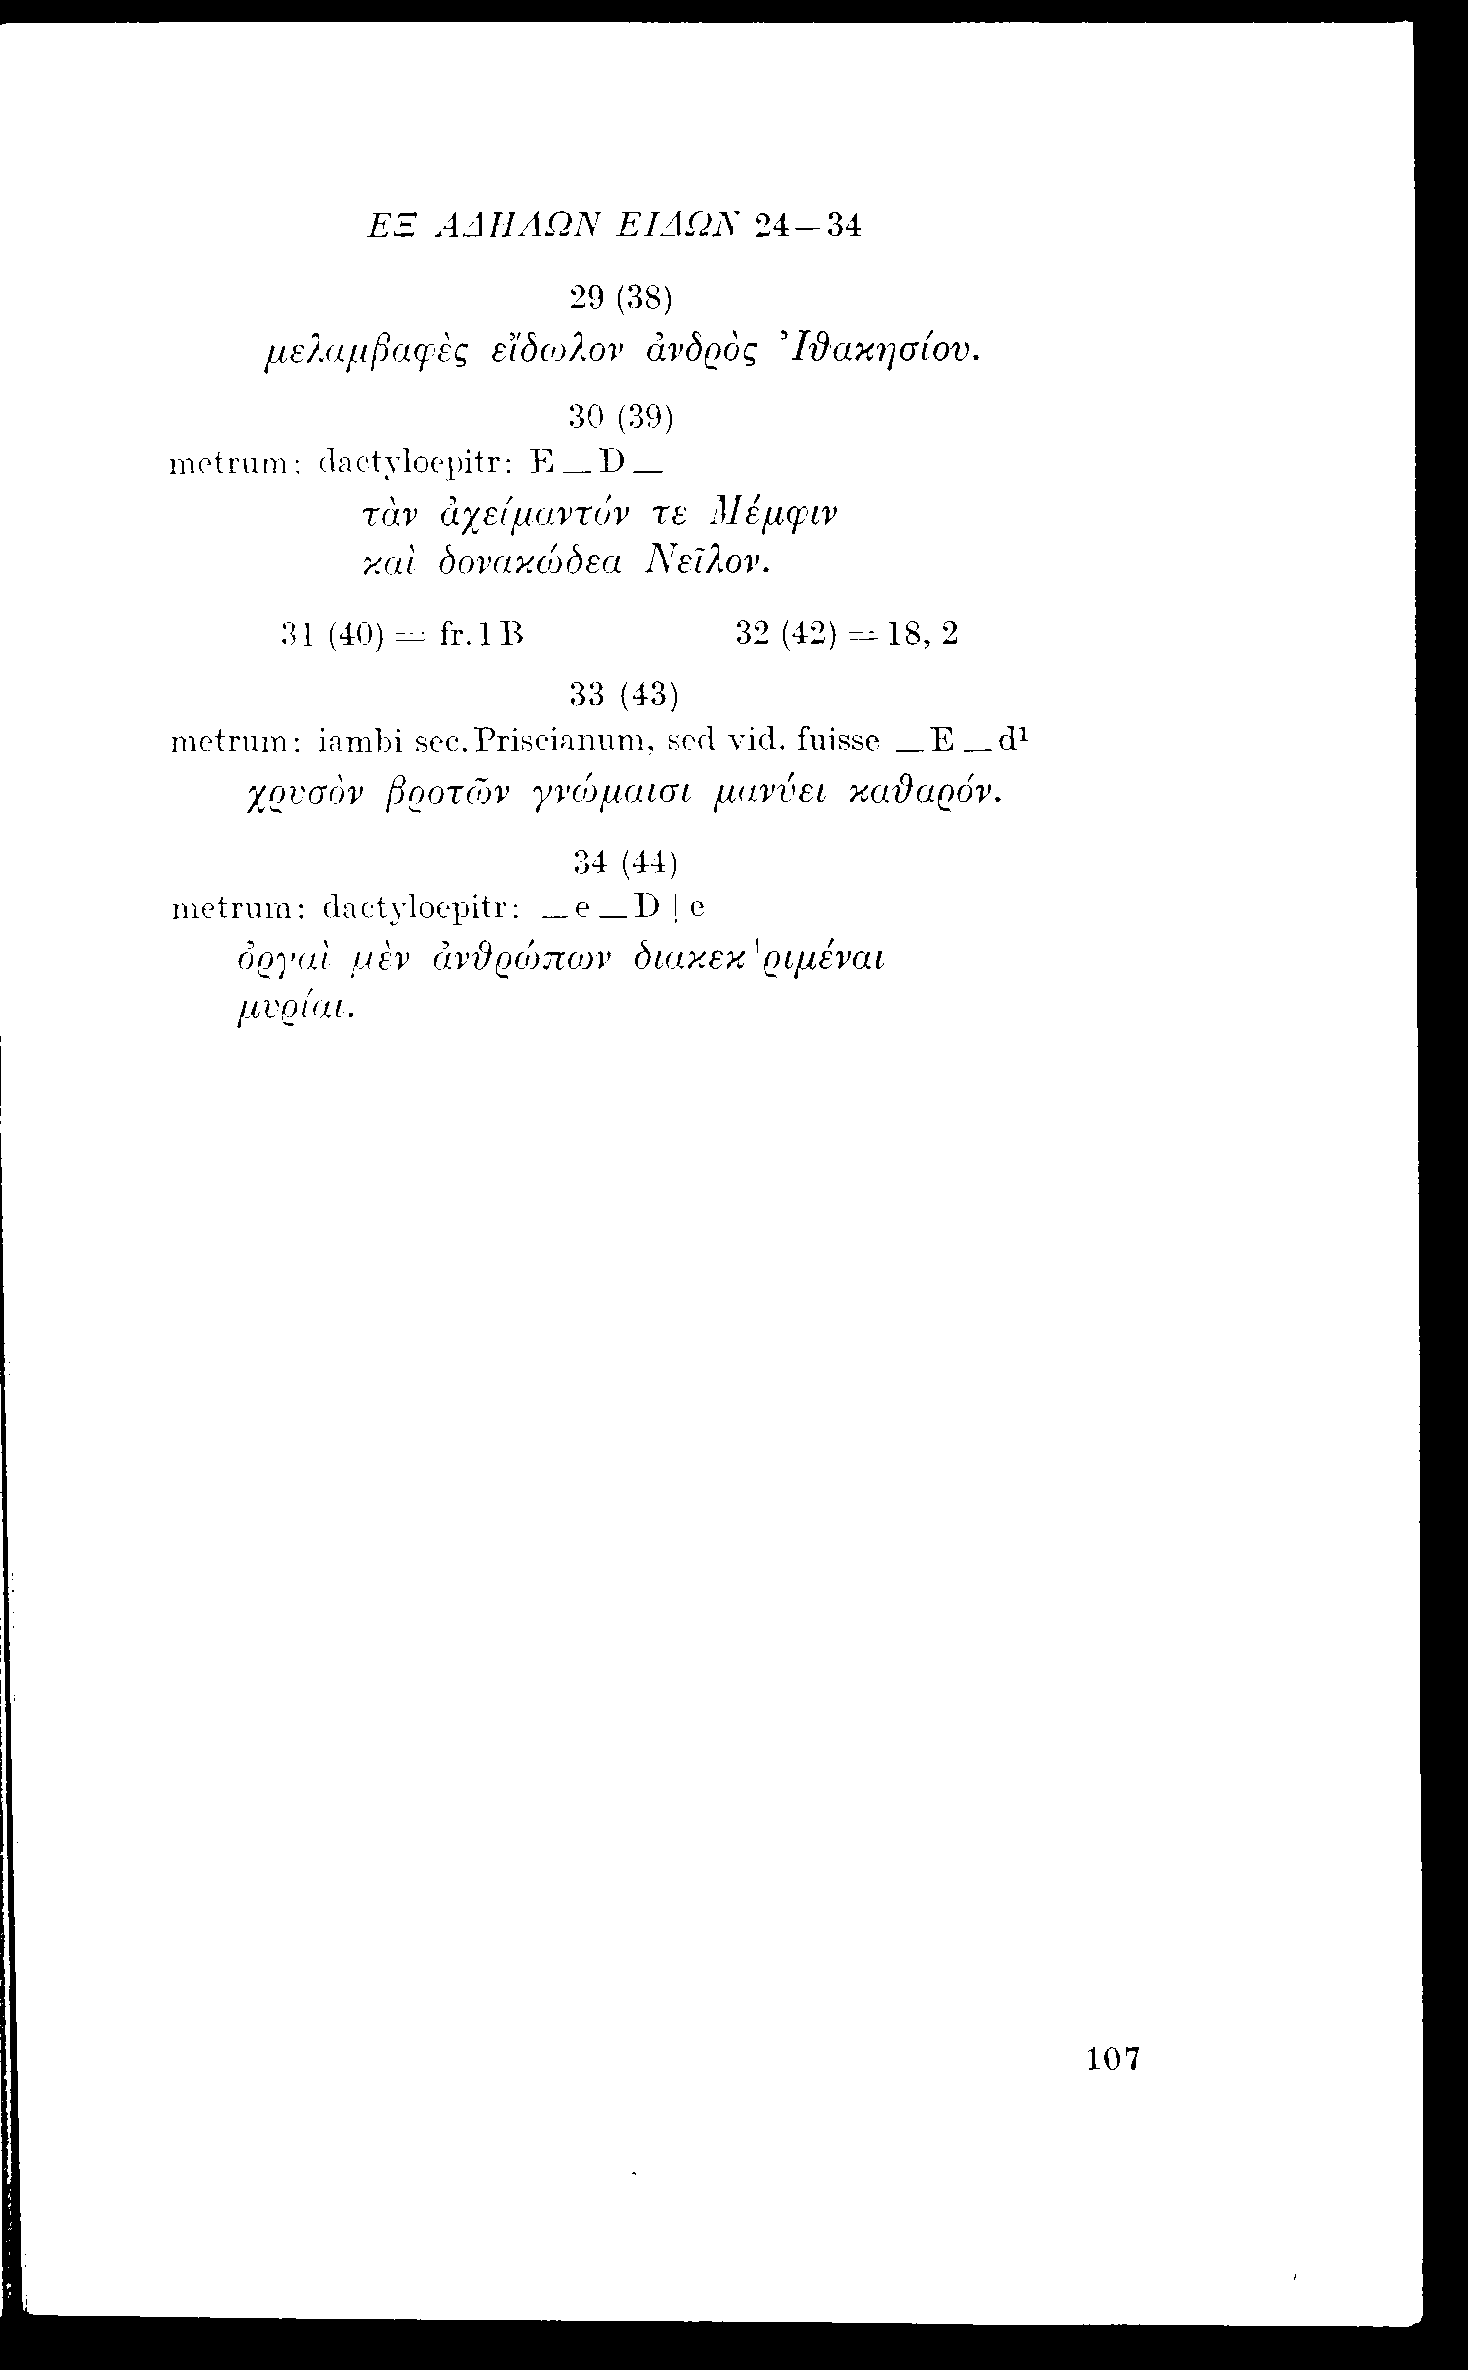 ΕΞ ΑΔΗΛΩΝ ΕΙΔΩΝ 24–34
29 (38)
μελαμβαφὲς εἴδωλον ἀνδρὸς Ἰθακησίου.
30 (39)
metrum: dactyloepitr: E _ D _
τὰν ἀχείμαντόν τε Μέμφιν
καὶ δονακώδεα Νεῖλον.
31 (40) = fr. 1 B 32 (42) = 18, 2
33 (43)
metrum: iambi sec. Priscianum, sed vid. fuisse _ E _ d¹
χρυσὸν βροτῶν γνώμαισι μανύει καθαρόν.
34 (44)
metrum: dactyloepitr: _ e _ D | e
ὀργαὶ μὲν ἀνθρώπων διακεκ'ριμέναι
μυρίαι.
107